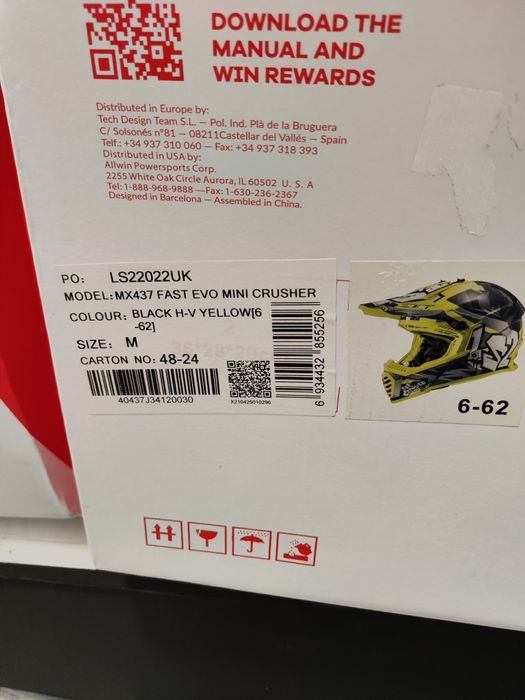 DOWNLOAD THE
MANUAL AND
WIN REWARDS
Distributed in Europe by:
Tech Design Team S.L. – Pol. Ind. Plà de la Bruguera
C/ Solsonés nº81 – 08211Castellar del Vallés – Spain
Telf.: +34 937 310 060 – Fax: +34 937 318 393
Distributed in USA by:
Allwin Powersports Corp.
2255 White Oak Circle Aurora, IL 60502 U. S. A
Tel: 1-888-968-9888 —Fax: 1-630-236-2367
Designed in Barcelona – Assembled in China.
PO: LS22022UK
MODEL:MX437 FAST EVO MINI CRUSHER
COLOUR: BLACK H-V YELLOW[6
-62]
SIZE: M
CARTON NO: 48-24
40437J34120030
X210425010296
6 934432 855256
6-62